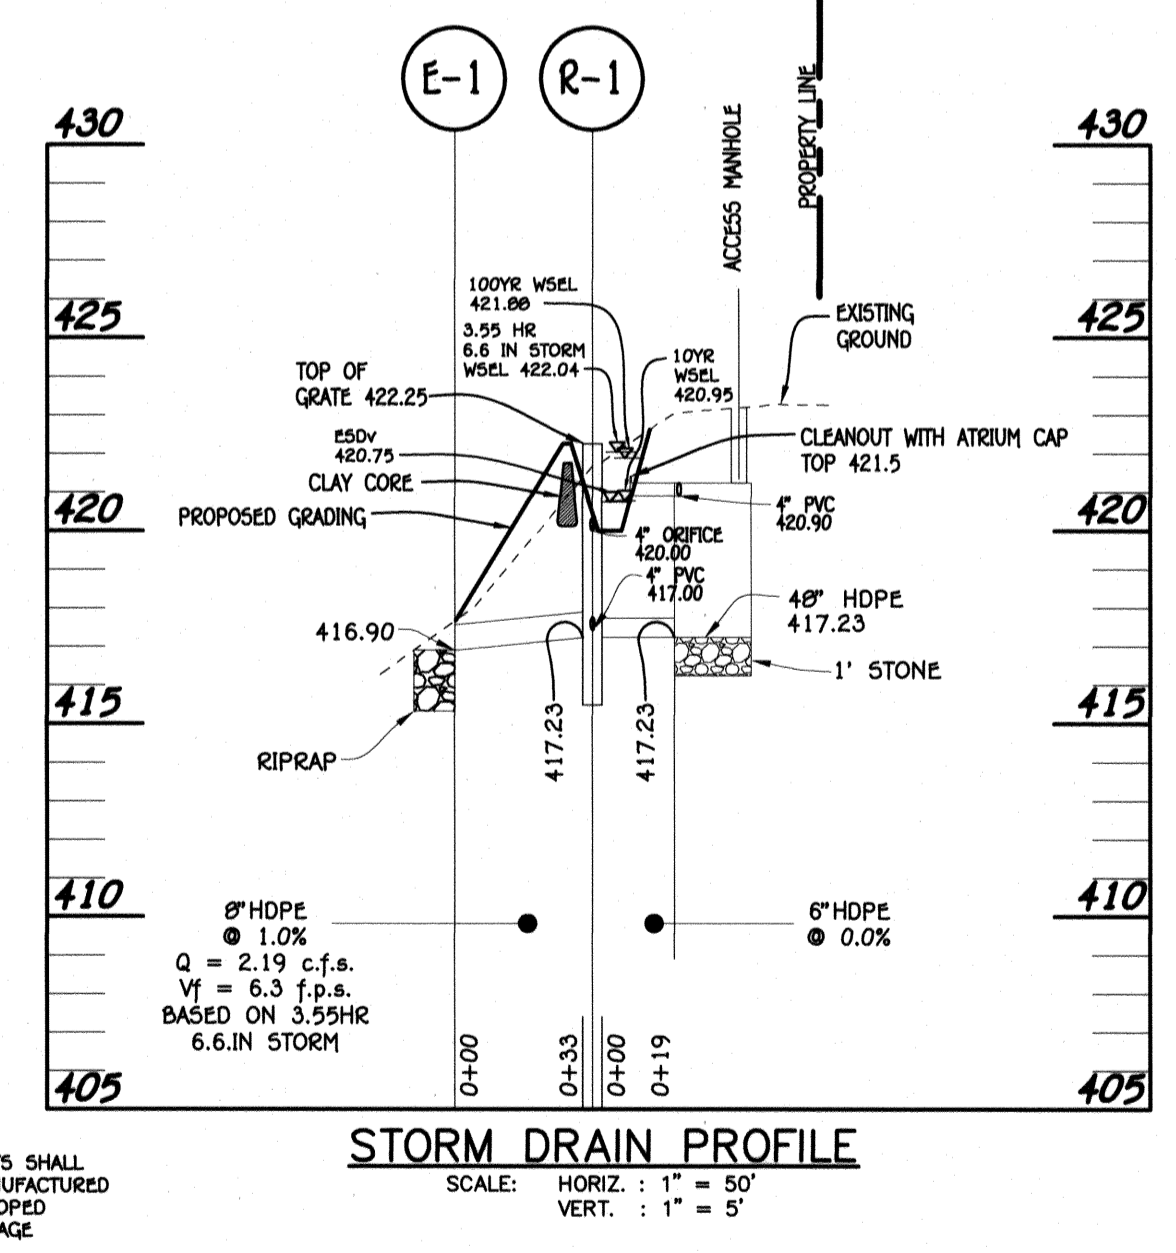 E-1
R-1
430
430
ACCESS MANHOLE
PROPERTY LINE
100YR WSEL
421.88
3.55 HR
6.6 IN STORM
WSEL 422.04
10YR
WSEL
420.95
EXISTING
GROUND
425
425
TOP OF
GRATE 422.25
ESDv
420.75
CLAY CORE
PROPOSED GRADING
CLEANOUT WITH ATRIUM CAP
TOP 421.5
4" PVC
420.90
420
420
4" ORIFICE
420.00
4" PVC
417.00
48" HDPE
417.23
416.90
1' STONE
415
415
417.23
417.23
RIPRAP
410
410
8"HDPE
@ 1.0%
Q = 2.19 c.f.s.
Vf = 6.3 f.p.s.
BASED ON 3.55HR
6.6.IN STORM
6"HDPE
@ 0.0%
0+00
0+33
0+00
0+19
405
405
STORM DRAIN PROFILE
SCALE: HORIZ. : 1" = 50'
VERT. : 1" = 5'
SHALL
UFACTURED
OPED
AGE